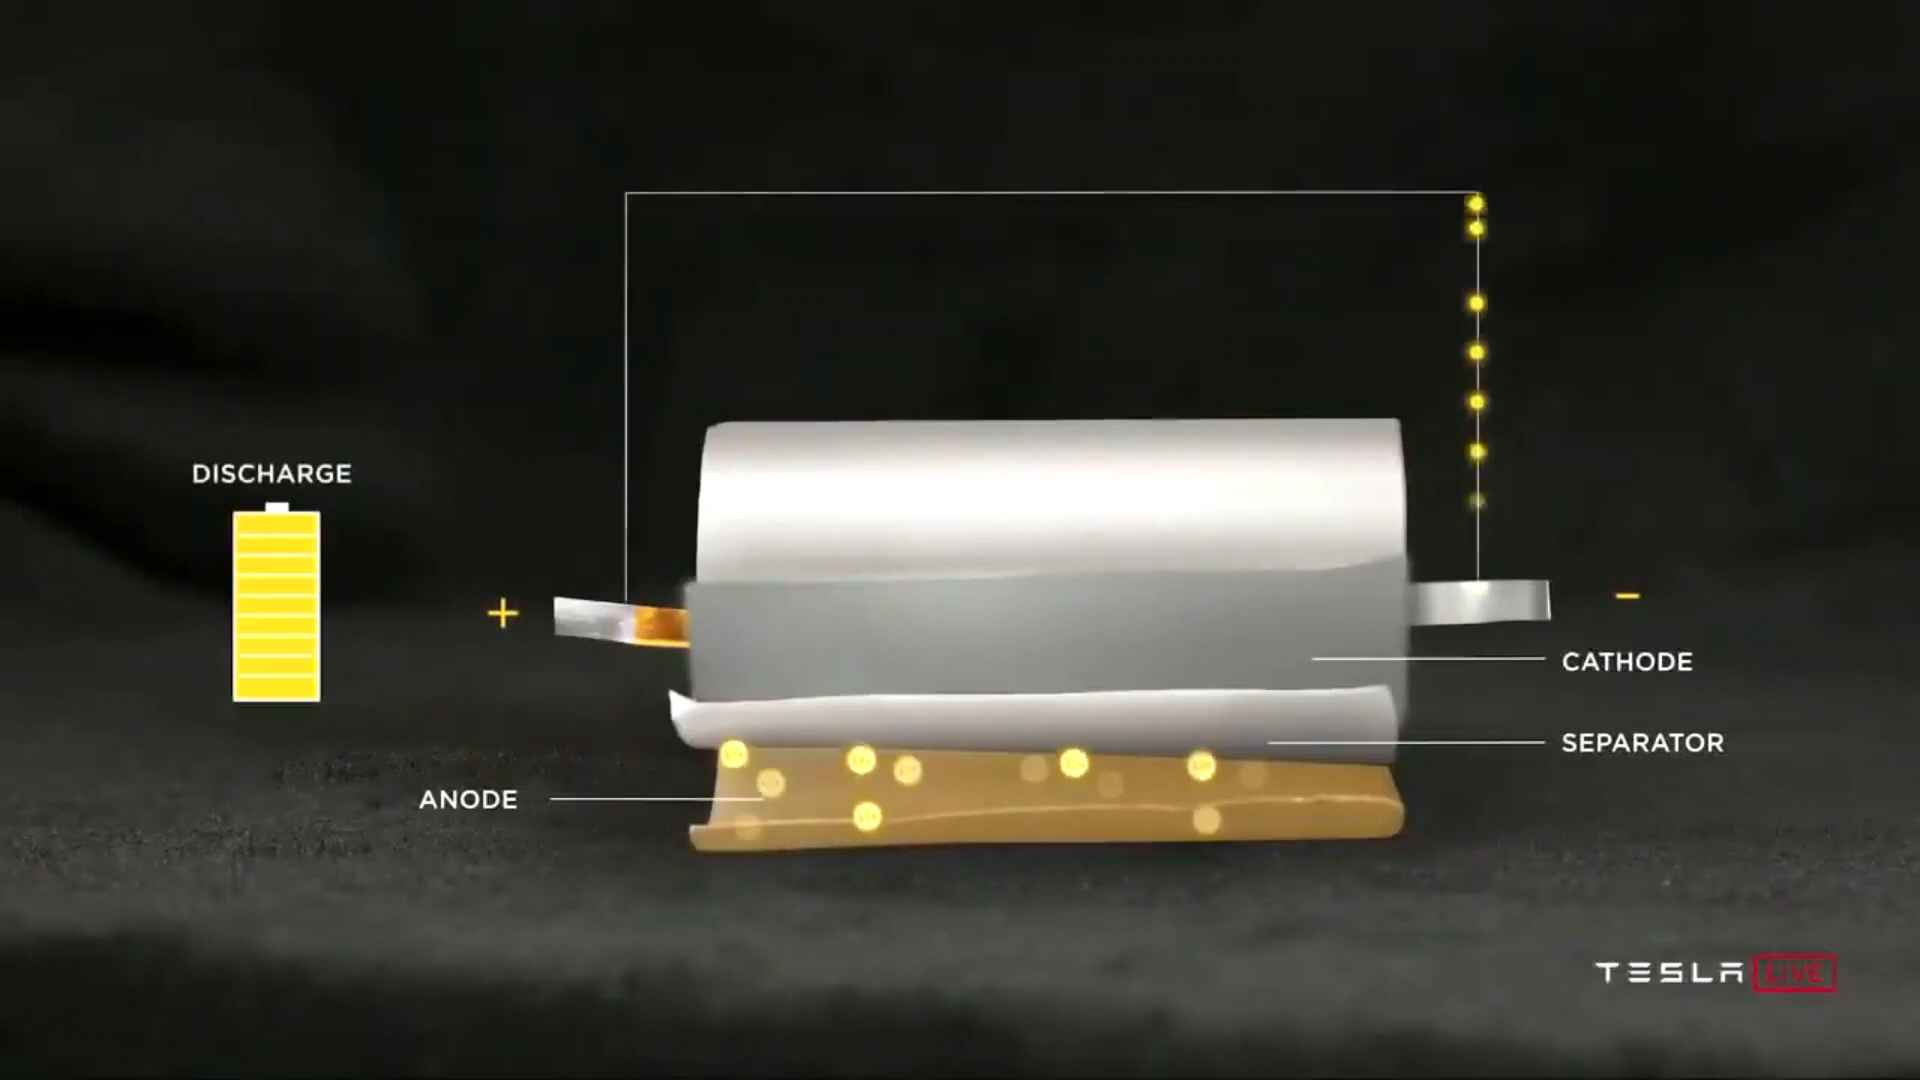 DISCHARGE
+
-
CATHODE
SEPARATOR
ANODE
TESLA LIVE